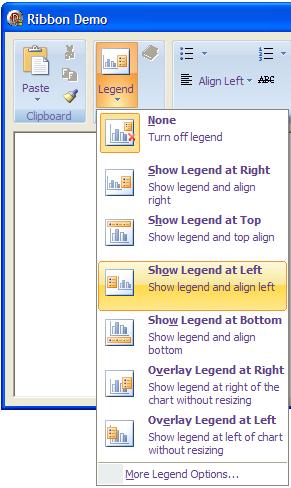 Ribbon Demo
Paste
Legend
Align Left
ABC
Clipboard
None
Turn off legend
Show Legend at Right
Show legend and align
right
Show Legend at Top
Show legend and top align
Show Legend at Left
Show legend and align left
Show Legend at Bottom
Show legend and align
bottom
Overlay Legend at Right
Show legend at right of the
chart without resizing
Overlay Legend at Left
Show legend at left of chart
without resizing
More Legend Options...